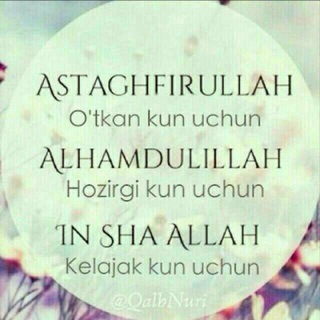 ASTAGHFIRULLAH
O'tkan kun uchun
ALHAMDULILLAH
Hozirgi kun uchun
IN SHA ALLAH
Kelajak kun uchun
@QalbNuri